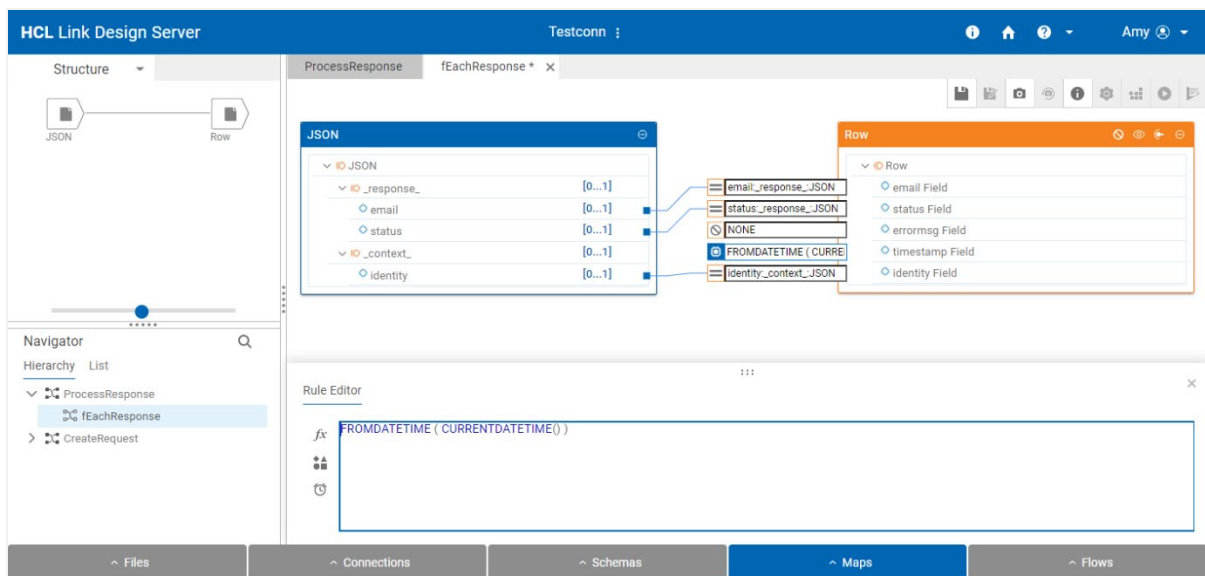 HCL Link Design Server
Testconn
Amy
Structure
JSON
Row
ProcessResponse
fEachResponse *
JSON
JSON
_response_ [0...1]
email [0...1]
status [0...1]
_context_ [0...1]
identity [0...1]
email:_response_:JSON
status:_response_:JSON
NONE
FROMDATETIME ( CURRE
identity:_context_:JSON
Row
Row
email Field
status Field
errormsg Field
timestamp Field
identity Field
Navigator
Hierarchy List
ProcessResponse
fEachResponse
CreateRequest
Rule Editor
fx
FROMDATETIME ( CURRENTDATETIME() )
Files
Connections
Schemas
Maps
Flows